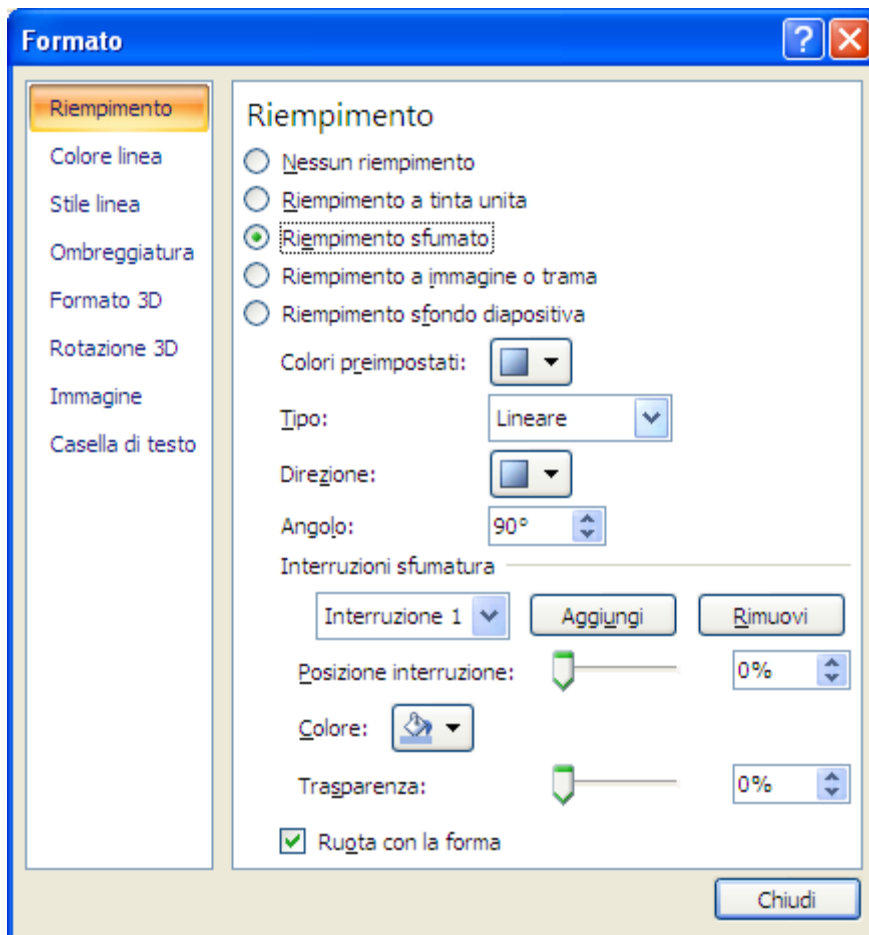 Formato
Riempimento
Colore linea
Stile linea
Ombreggiatura
Formato 3D
Rotazione 3D
Immagine
Casella di testo
Riempimento
Nessun riempimento
Riempimento a tinta unita
Riempimento sfumato
Riempimento a immagine o trama
Riempimento sfondo diapositiva
Colori preimpostati:
Tipo: Lineare
Direzione:
Angolo: 90°
Interruzioni sfumatura
Interruzione 1 Aggiungi Rimuovi
Posizione interruzione: 0%
Colore:
Trasparenza: 0%
Ruota con la forma
Chiudi